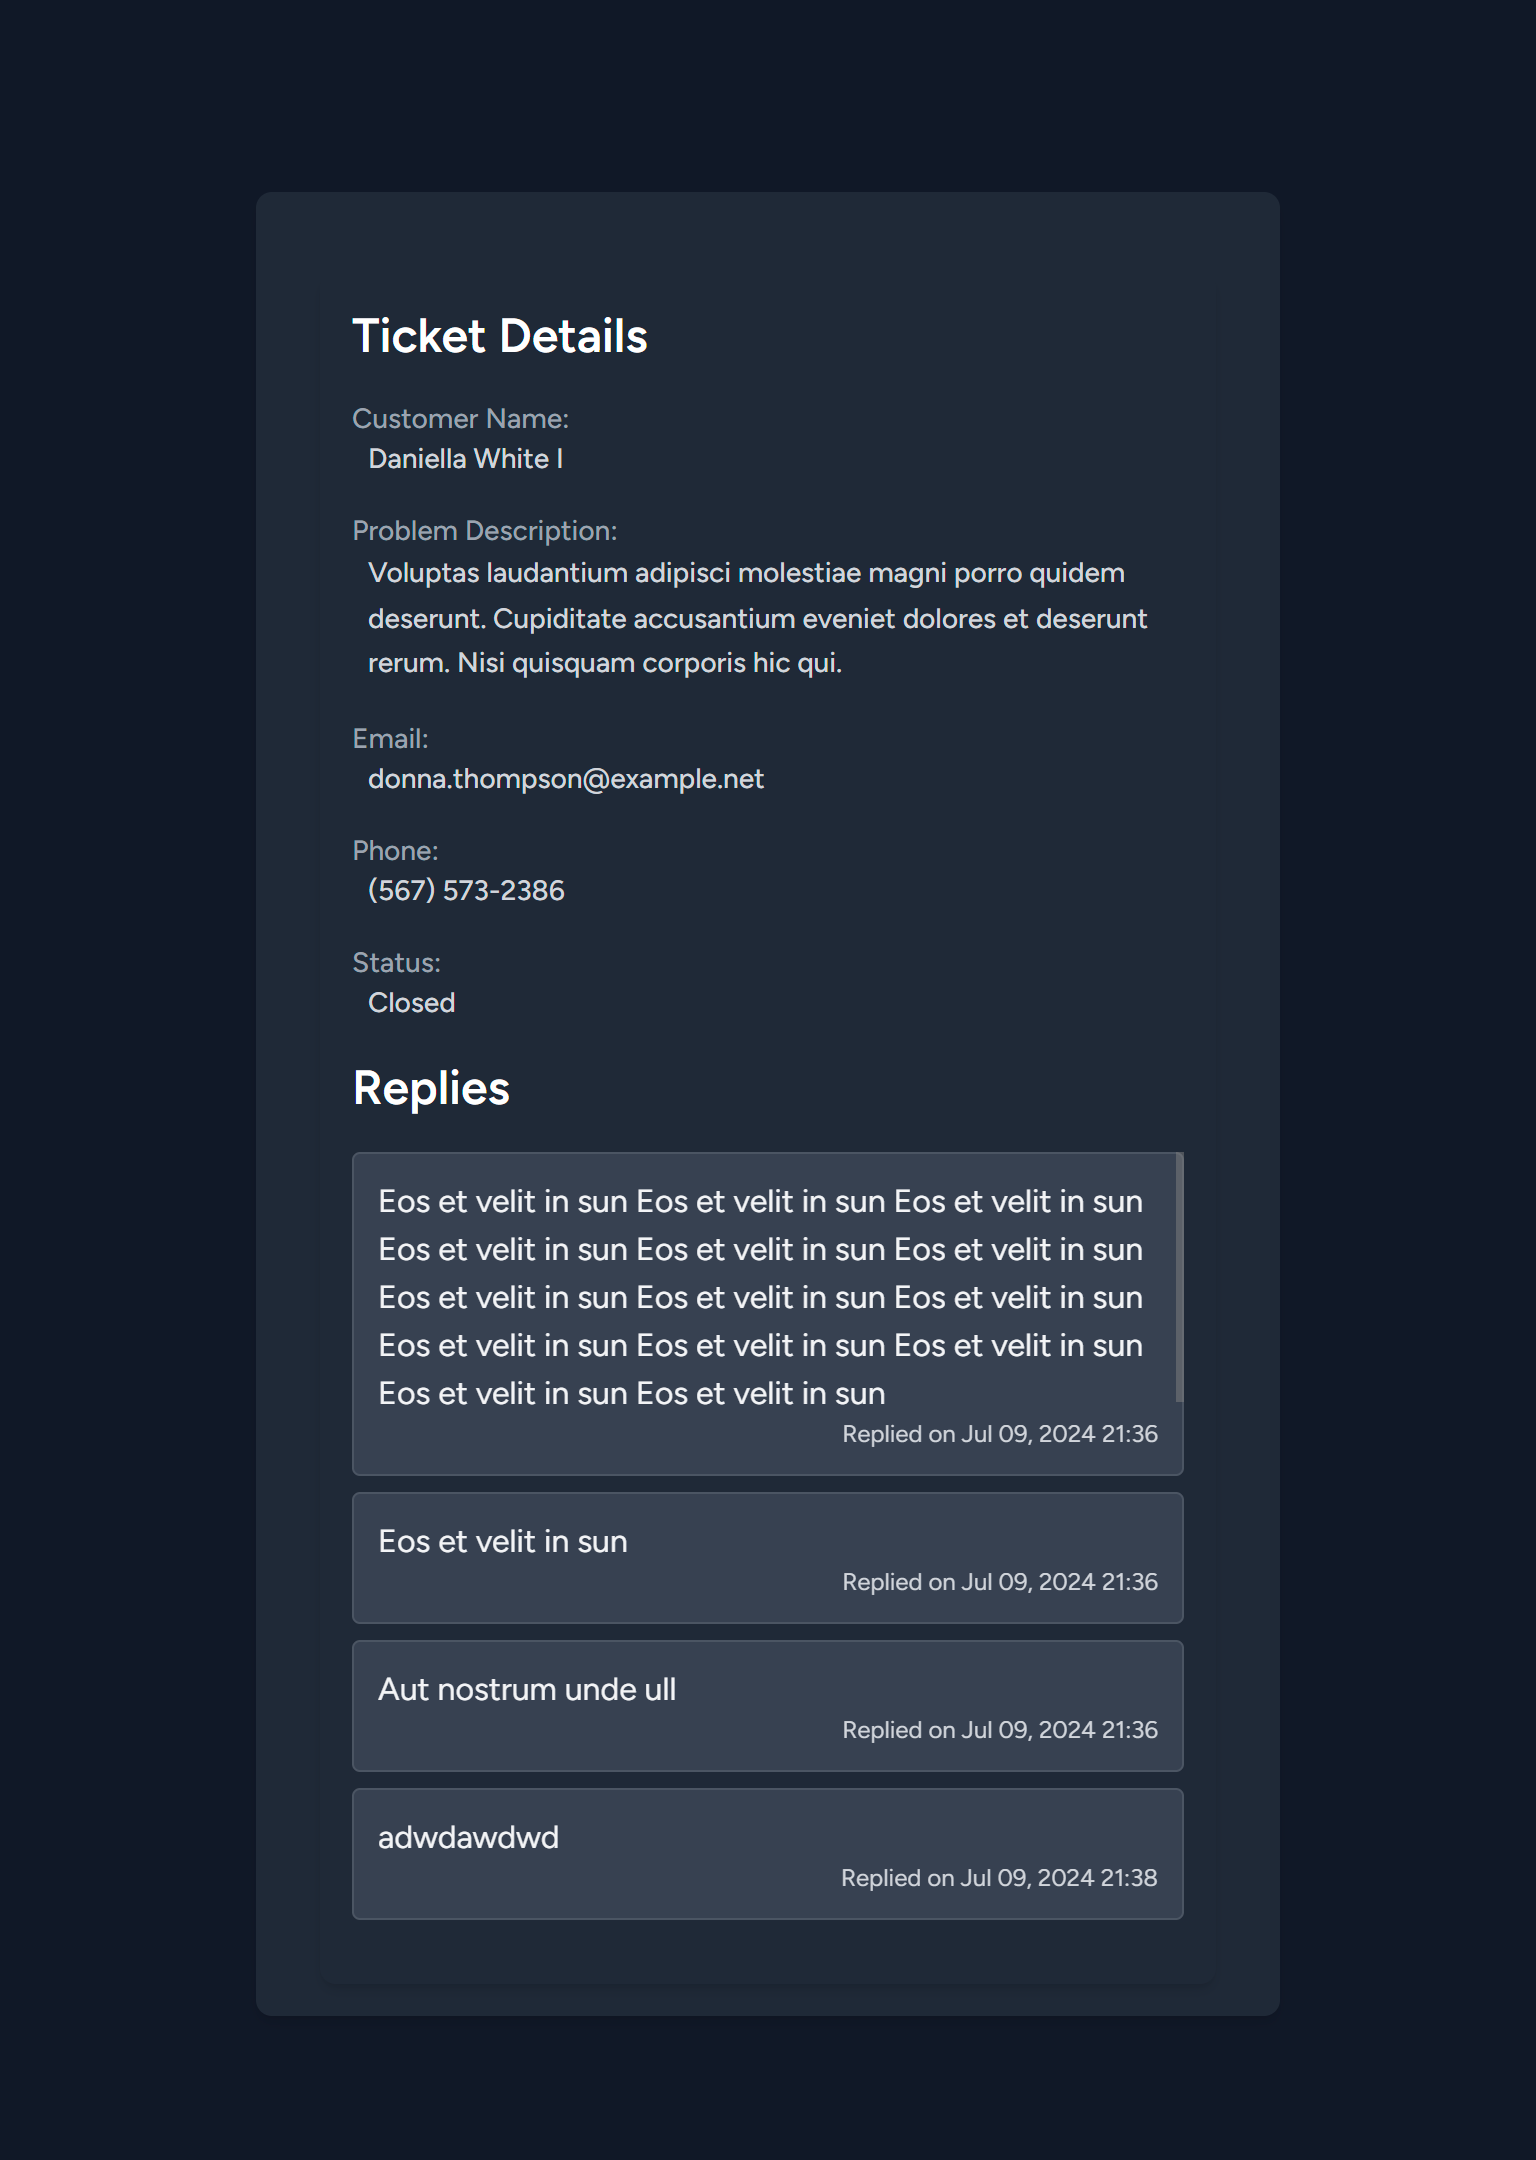 Ticket Details
Customer Name:
Daniella White I
Problem Description:
Voluptas laudantium adipisci molestiae magni porro quidem
deserunt. Cupiditate accusantium eveniet dolores et deserunt
rerum. Nisi quisquam corporis hic qui.
Email:
donna.thompson@example.net
Phone:
(567) 573-2386
Status:
Closed
Replies
Eos et velit in sun Eos et velit in sun Eos et velit in sun
Eos et velit in sun Eos et velit in sun Eos et velit in sun
Eos et velit in sun Eos et velit in sun Eos et velit in sun
Eos et velit in sun Eos et velit in sun Eos et velit in sun
Eos et velit in sun Eos et velit in sun
Replied on Jul 09, 2024 21:36
Eos et velit in sun
Replied on Jul 09, 2024 21:36
Aut nostrum unde ull
Replied on Jul 09, 2024 21:36
adwdawdwd
Replied on Jul 09, 2024 21:38